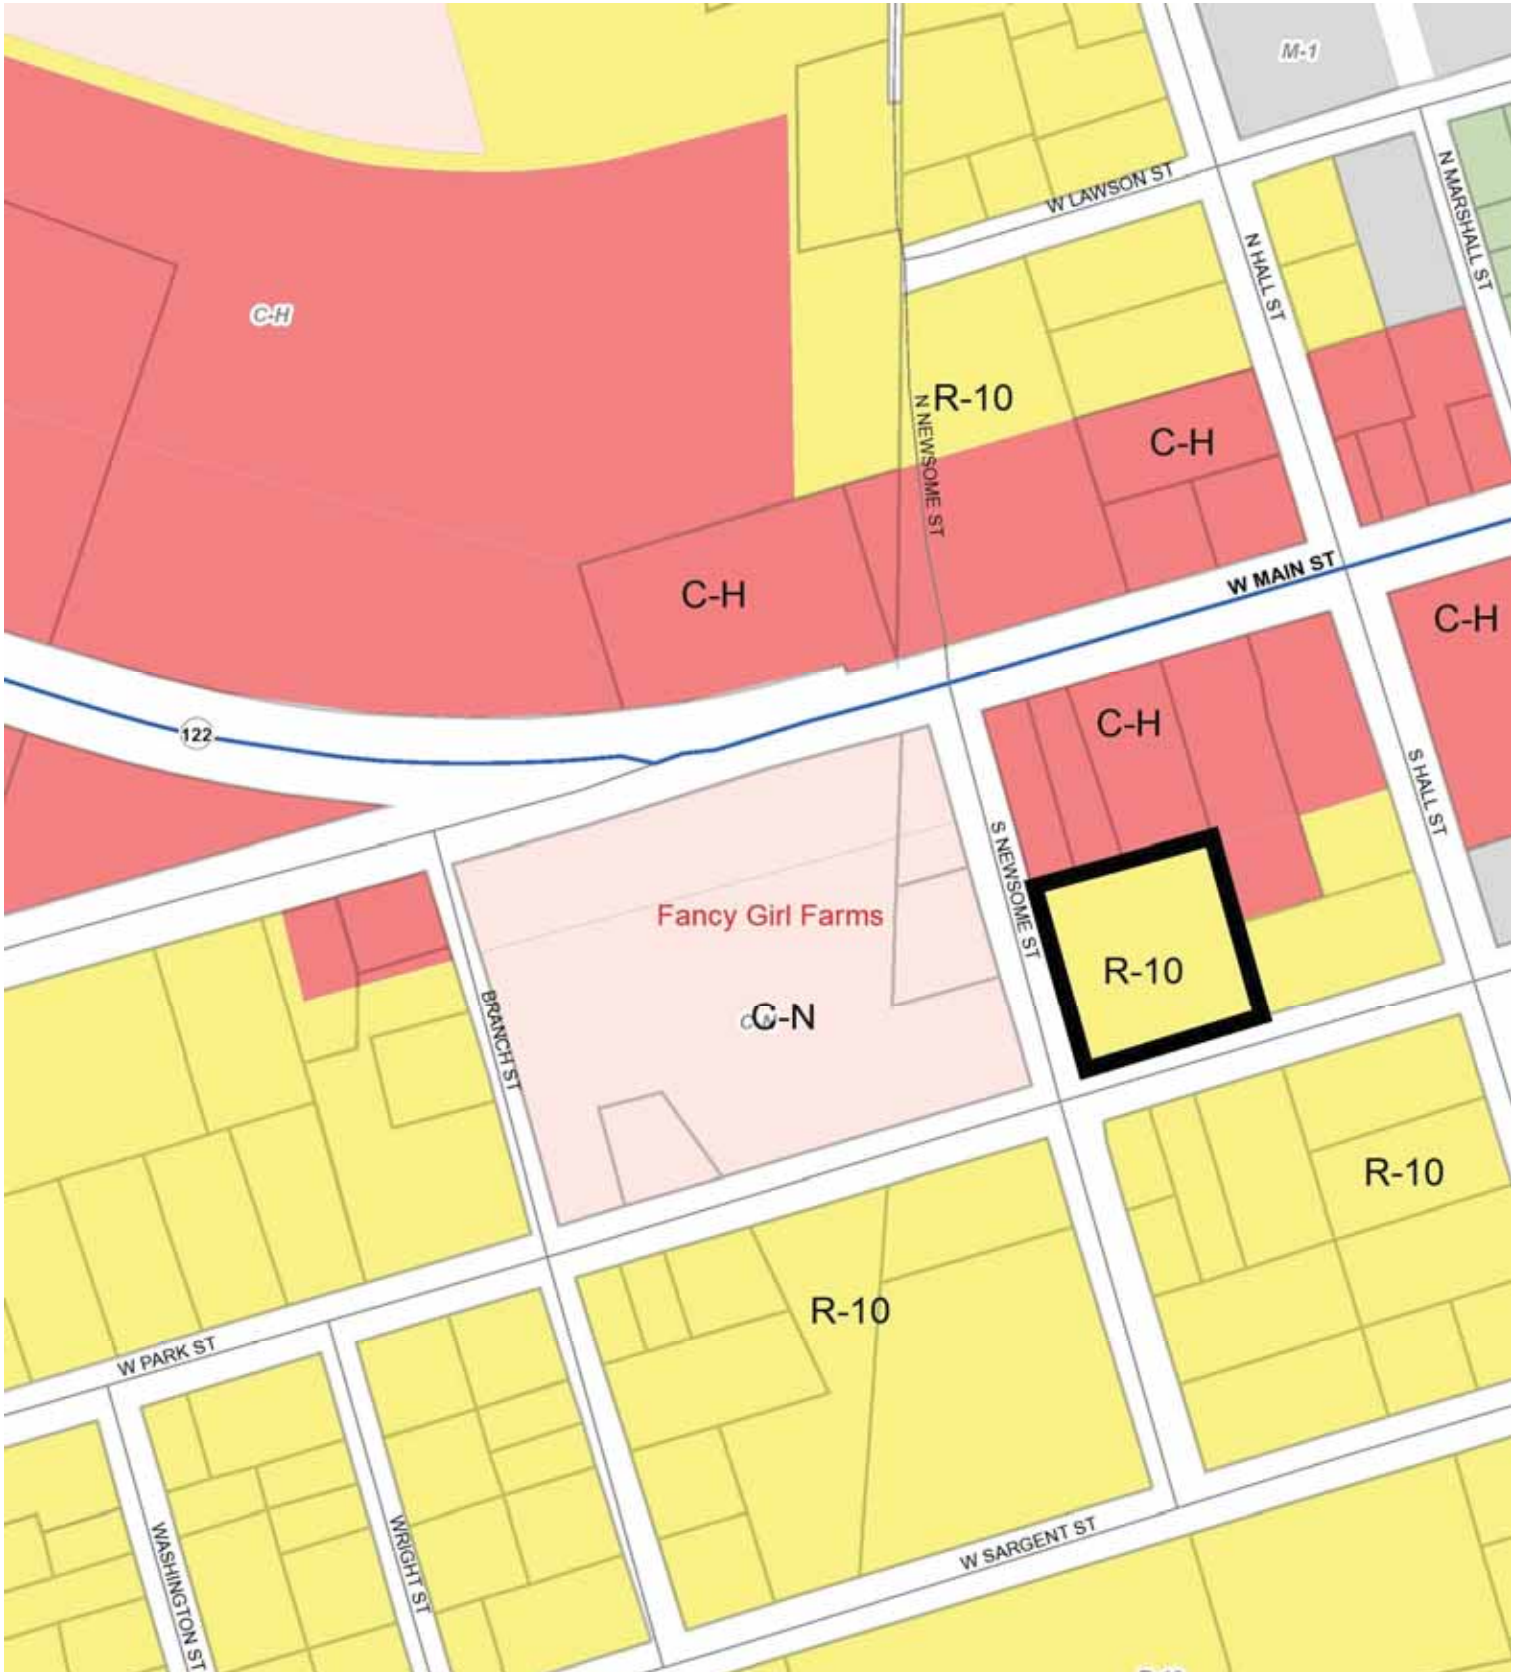 M-1
N MARSHALL ST
W LAWSON ST
N HALL ST
C-H
R-10
N NEWSOME ST
C-H
C-H
W MAIN ST
C-H
C-H
122
S HALL ST
S NEWSOME ST
Fancy Girl Farms
R-10
BRANCH ST
C-N
R-10
R-10
W PARK ST
W SARGENT ST
WRIGHT ST
WASHINGTON ST